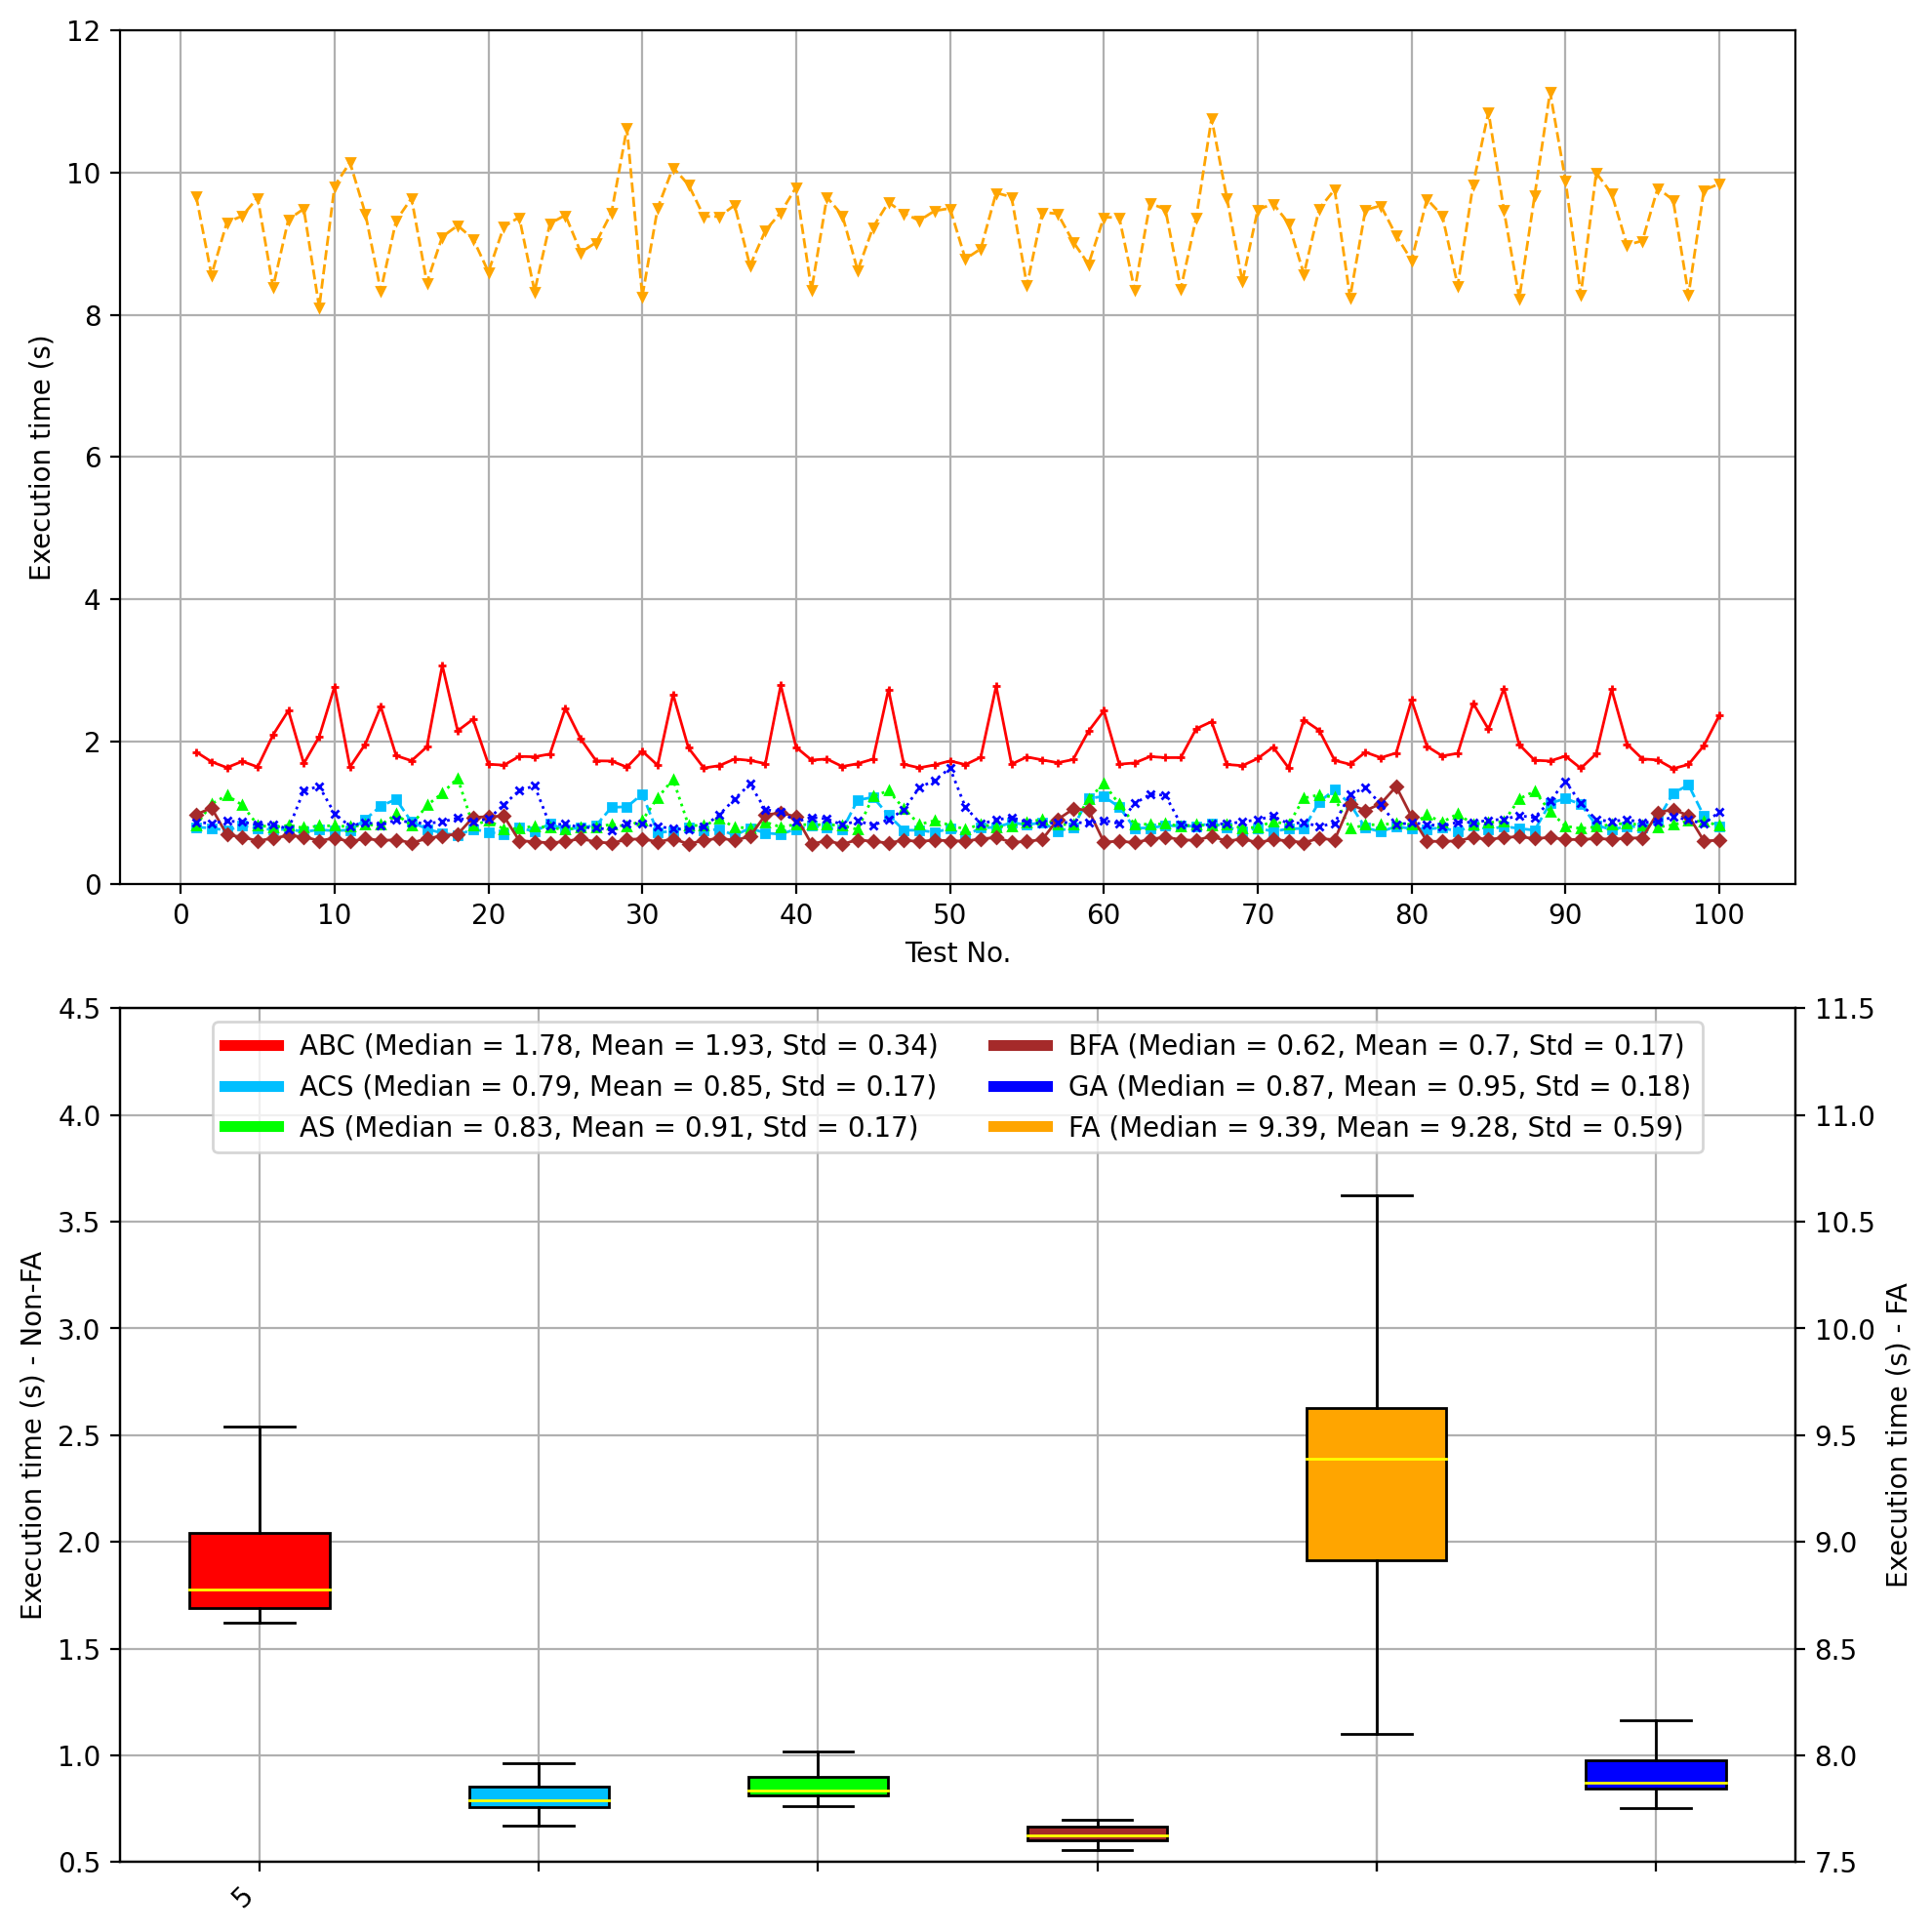 12
10
8
6
4
2
0
Execution time (s)
0 10 20 30 40 50 60 70 80 90 100
Test No.
4.5
4.0
3.5
3.0
2.5
2.0
1.5
1.0
0.5
Execution time (s) - Non-FA
ABC (Median = 1.78, Mean = 1.93, Std = 0.34)
ACS (Median = 0.79, Mean = 0.85, Std = 0.17)
AS (Median = 0.83, Mean = 0.91, Std = 0.17)
BFA (Median = 0.62, Mean = 0.7, Std = 0.17)
GA (Median = 0.87, Mean = 0.95, Std = 0.18)
FA (Median = 9.39, Mean = 9.28, Std = 0.59)
11.5
11.0
10.5
10.0
9.5
9.0
8.5
8.0
7.5
Execution time (s) - FA
5